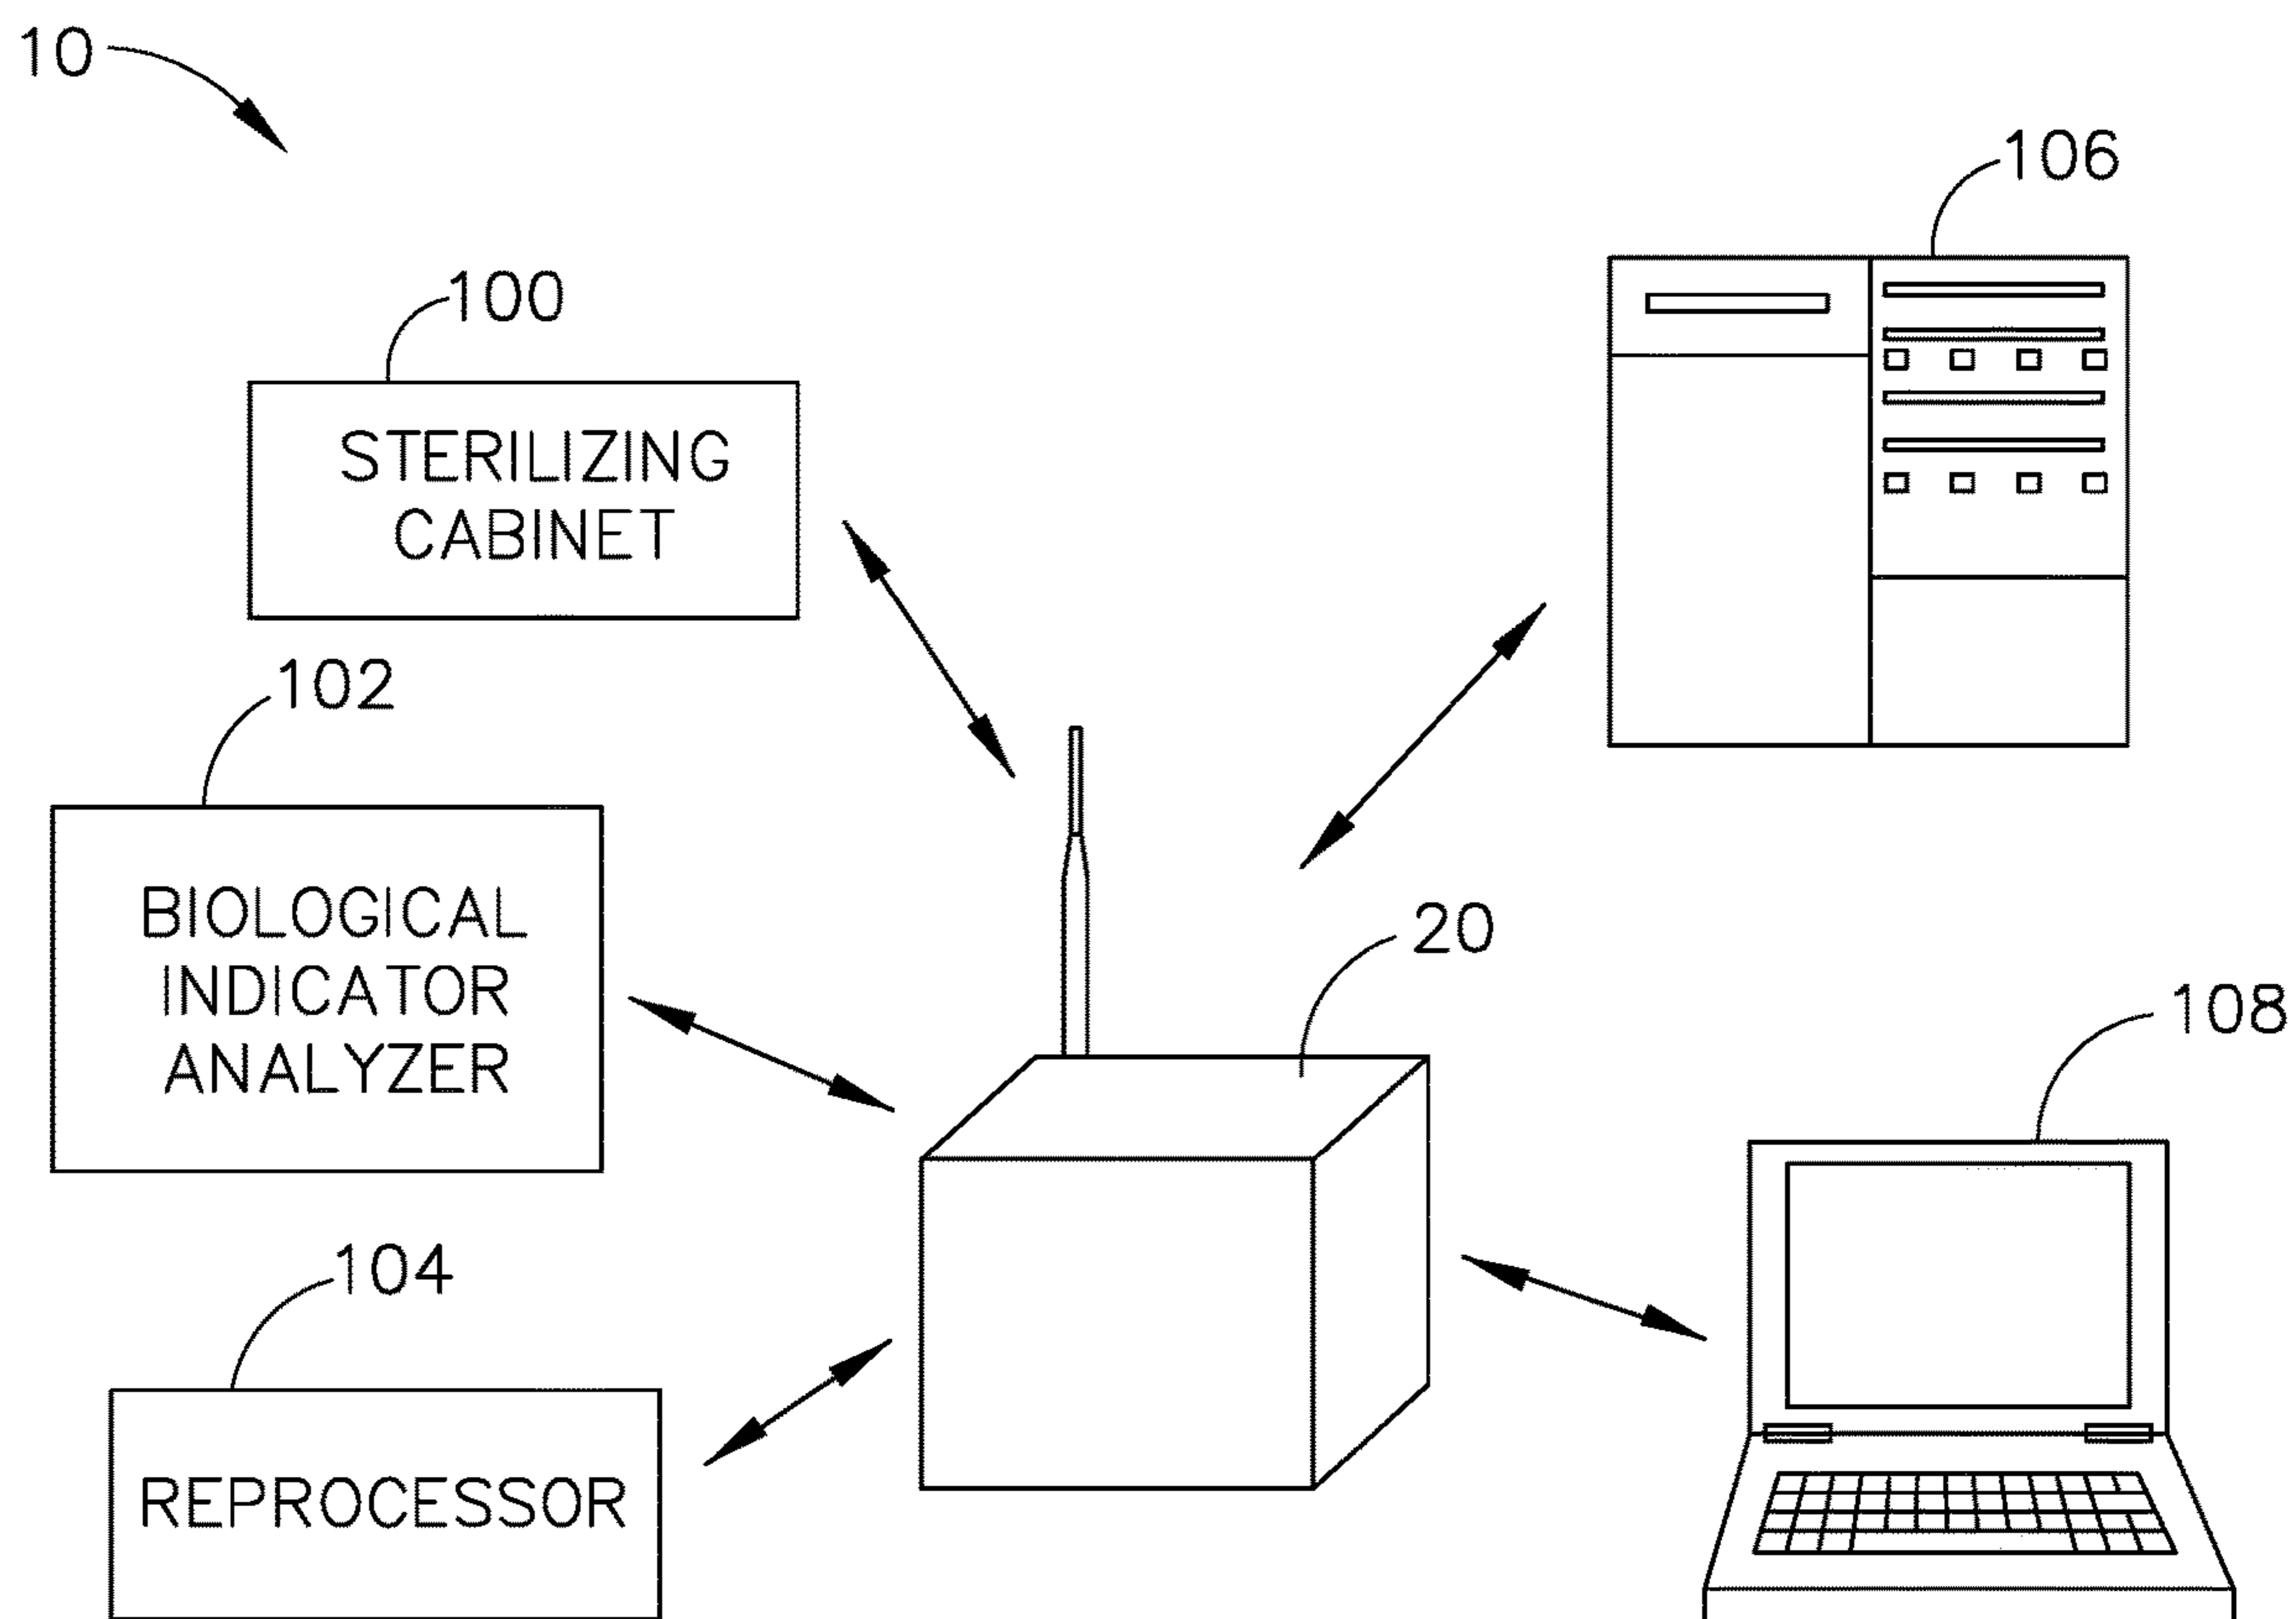 10
106
100
STERILIZING
CABINET
102
BIOLOGICAL
INDICATOR
ANALYZER
20
108
104
REPROCESSOR